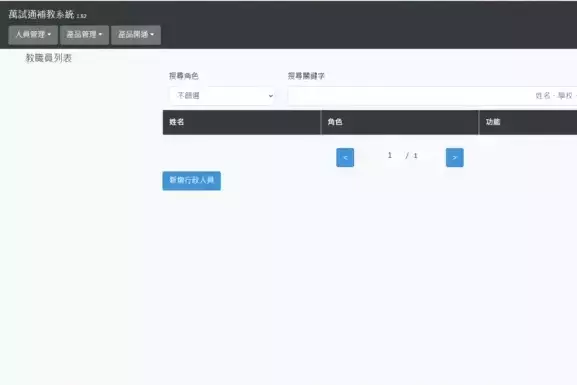 萬試通補教系統 1.8.2
人員管理 產品管理 產品開通
教職員列表
搜尋角色 搜尋關鍵字
不篩選 姓名、學校、
姓名 角色 功能
< 1 / 1 >
新增行政人員